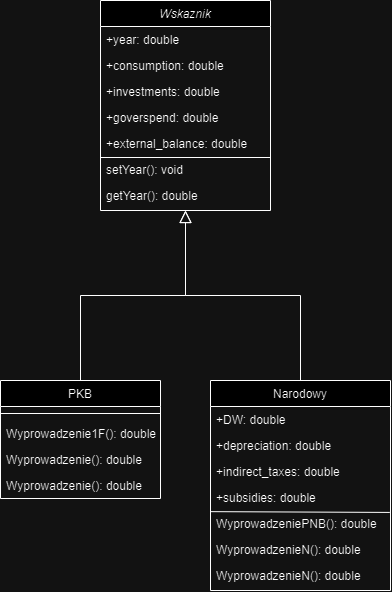 Wskaznik
+year: double
+consumption: double
+investments: double
+goverspend: double
+external_balance: double
setYear(): void
getYear(): double
PKB
Wyprowadzenie1F(): double
Wyprowadzenie(): double
Wyprowadzenie(): double
Narodowy
+DW: double
+depreciation: double
+indirect_taxes: double
+subsidies: double
WyprowadzeniePNB(): double
WyprowadzenieN(): double
WyprowadzenieN(): double